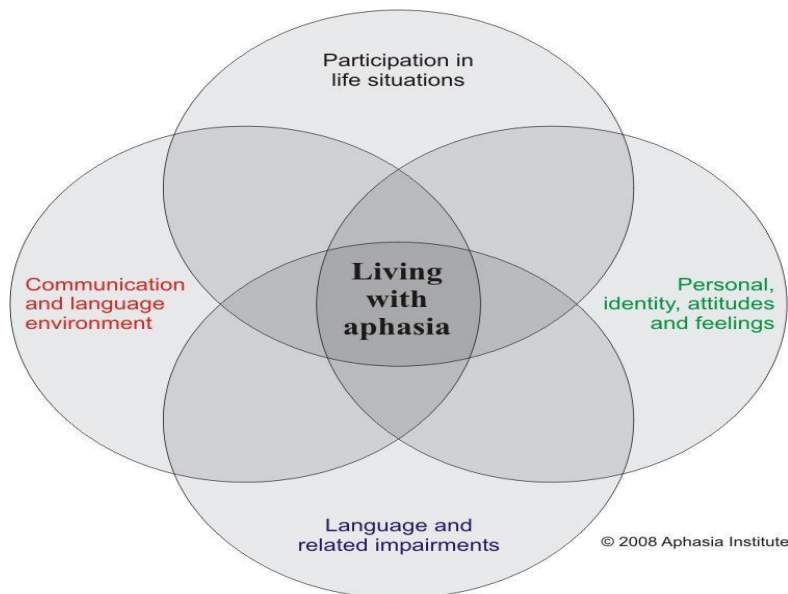 Participation in
life situations
Communication
and language
environment
Living
with
aphasia
Personal,
identity, attitudes
and feelings
Language and
related impairments
© 2008 Aphasia Institute